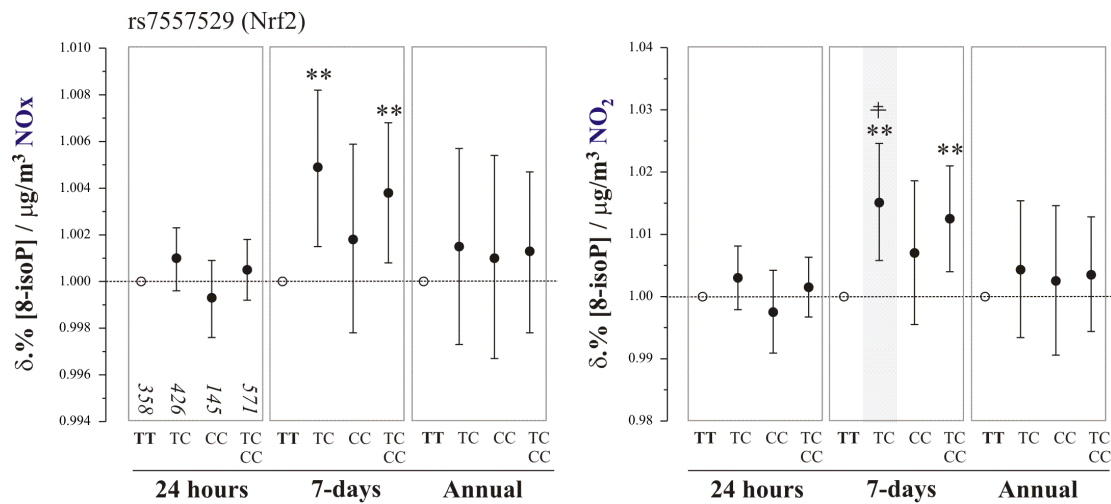 rs7557529 (Nrf2)
δ.% [8-isoP] / µg/m³ NOx
1.010
1.008
1.006
1.004
1.002
1.000
0.998
0.996
0.994
** **
358 426 145 571
TT TC CC TC CC
TT TC CC TC CC
TT TC CC TC CC
24 hours 7-days Annual
δ.% [8-isoP] / µg/m³ NO₂
1.04
1.03
1.02
1.01
1.00
0.99
0.98
** **
TT TC CC TC CC
TT TC CC TC CC
TT TC CC TC CC
24 hours 7-days Annual